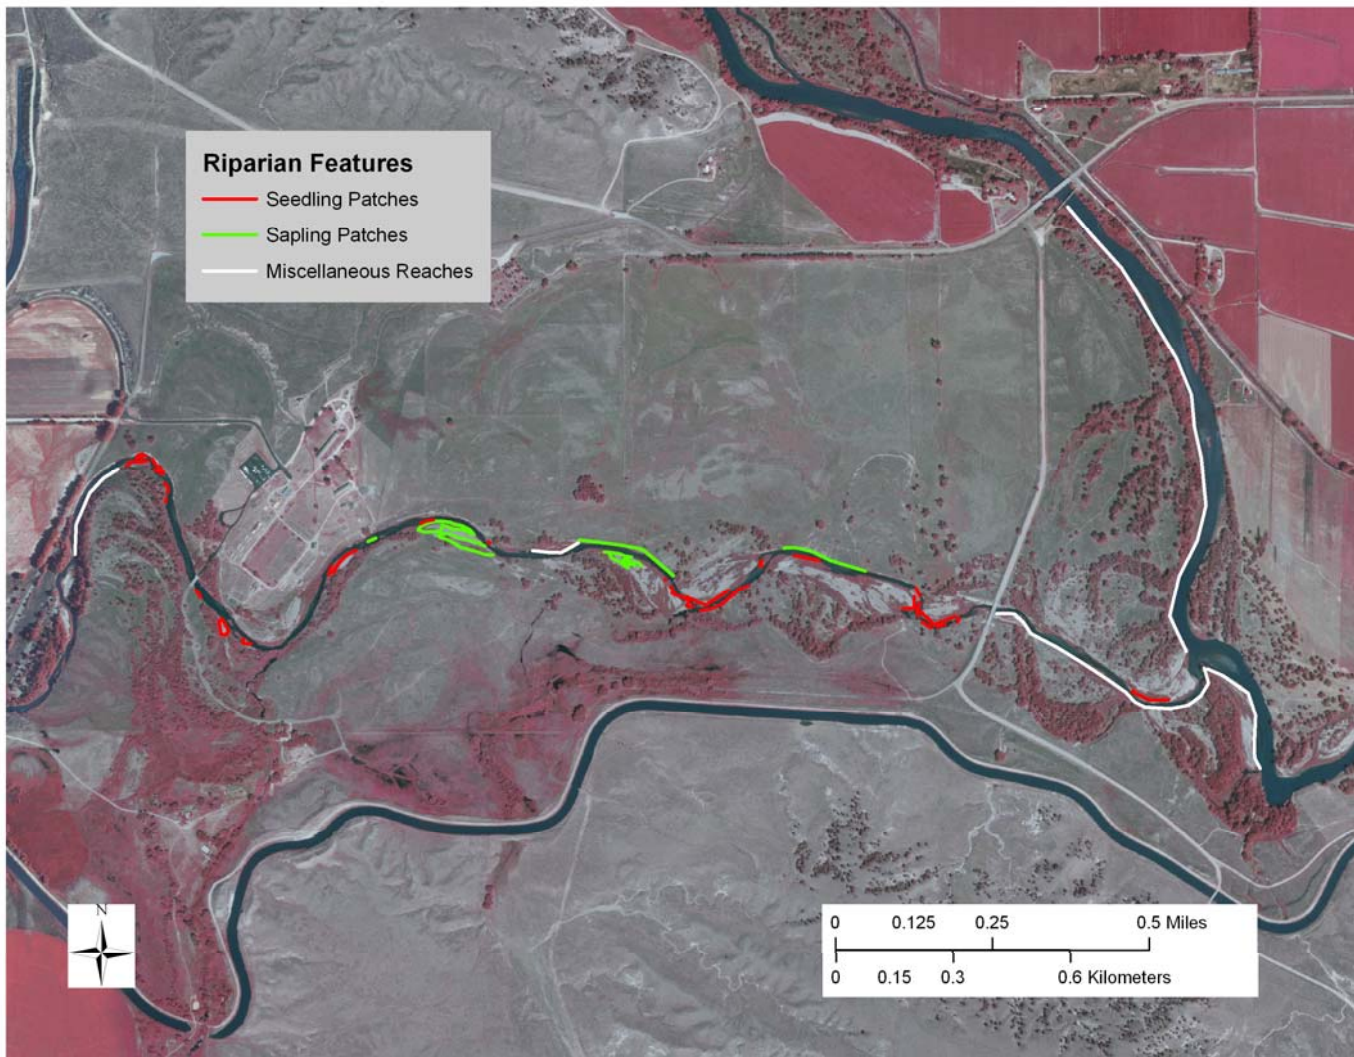 Riparian Features
Seedling Patches
Sapling Patches
Miscellaneous Reaches
N
0 0.125 0.25 0.5 Miles
0 0.15 0.3 0.6 Kilometers